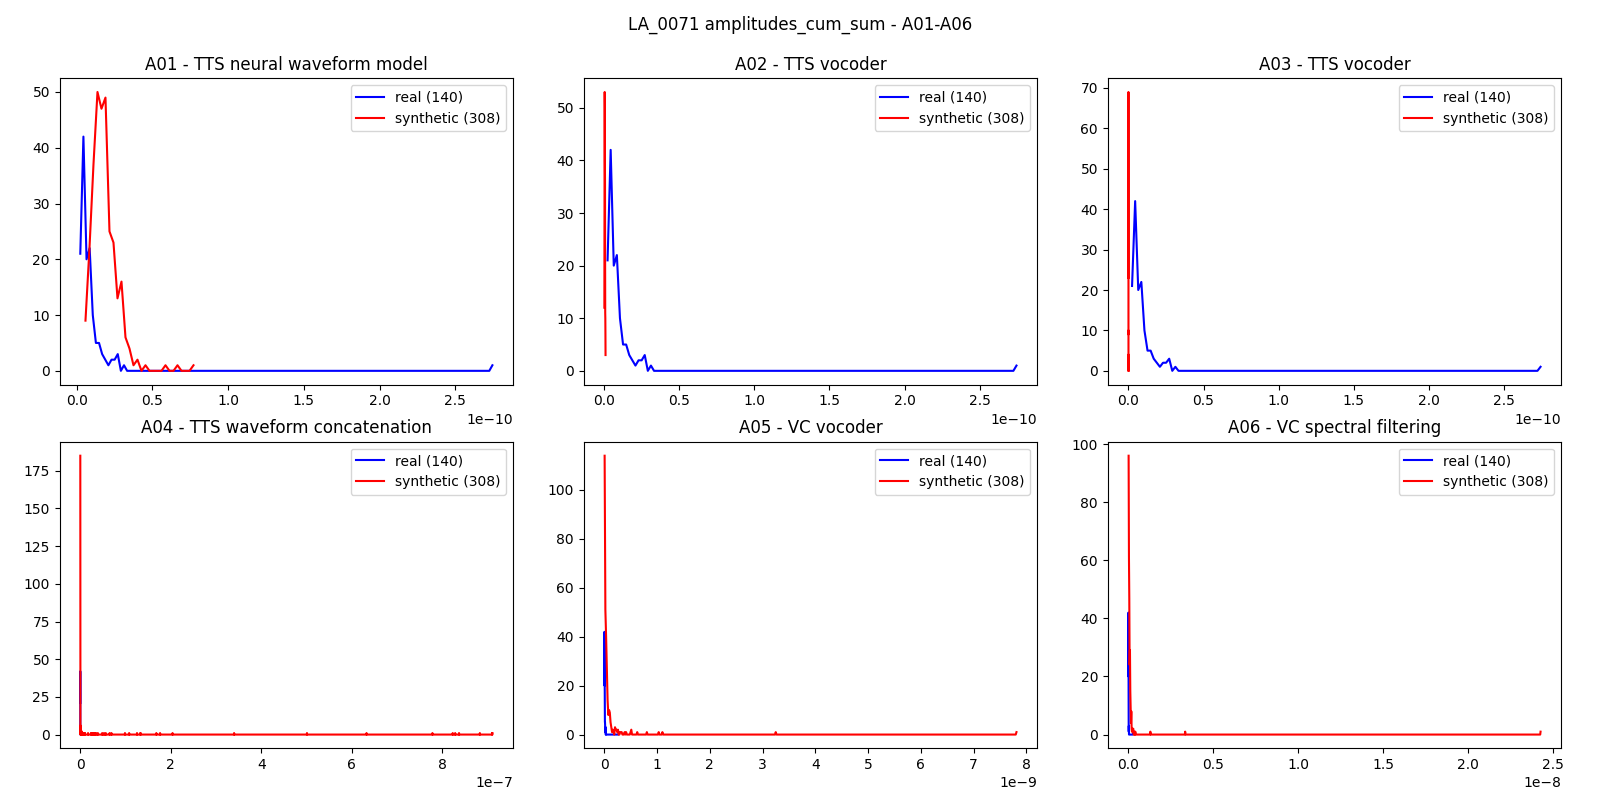 LA_0071 amplitudes_cum_sum - A01-A06
A01 - TTS neural waveform model
50
40
30
20
10
0
real (140)
synthetic (308)
0.0 0.5 1.0 1.5 2.0 2.5
1e−10
A02 - TTS vocoder
50
40
30
20
10
0
real (140)
synthetic (308)
0.0 0.5 1.0 1.5 2.0 2.5
1e−10
A03 - TTS vocoder
70
60
50
40
30
20
10
0
real (140)
synthetic (308)
0.0 0.5 1.0 1.5 2.0 2.5
1e−10
A04 - TTS waveform concatenation
175
150
125
100
75
50
25
0
real (140)
synthetic (308)
0 2 4 6 8
1e−7
A05 - VC vocoder
100
80
60
40
20
0
real (140)
synthetic (308)
0 1 2 3 4 5 6 7 8
1e−9
A06 - VC spectral filtering
100
80
60
40
20
0
real (140)
synthetic (308)
0.0 0.5 1.0 1.5 2.0 2.5
1e−8